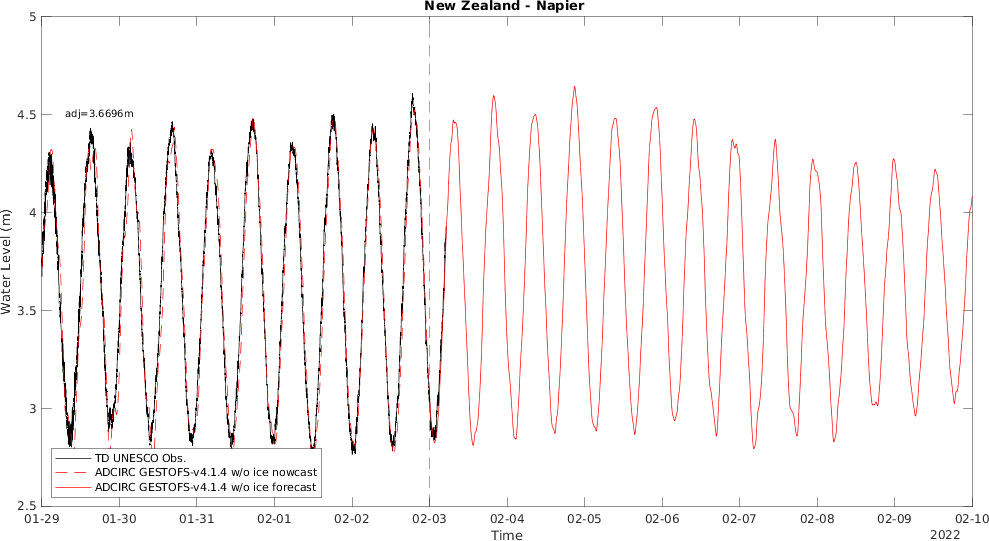 New Zealand - Napier
adj=3.6696m
Water Level (m)
5
4.5
4
3.5
3
2.5
TD UNESCO Obs.
ADCIRC GESTOFS-v4.1.4 w/o ice nowcast
ADCIRC GESTOFS-v4.1.4 w/o ice forecast
01-29 01-30 01-31 02-01 02-02 02-03 02-04 02-05 02-06 02-07 02-08 02-09 02-10
Time
2022